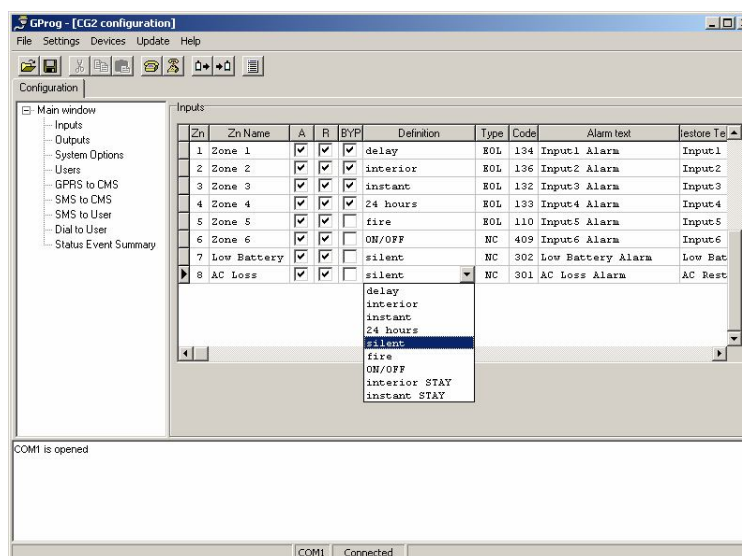 GProg - [CG2 configuration]
File Settings Devices Update Help
Configuration
Main window
Inputs
Outputs
System Options
Users
GPRS to CMS
SMS to CMS
SMS to User
Dial to User
Status Event Summary
Inputs
Zn Zn Name A R BYP Definition Type Code Alarm text estore Te
1 Zone 1 delay EOL 134 Input1 Alarm Input1
2 Zone 2 interior EOL 136 Input2 Alarm Input2
3 Zone 3 instant EOL 132 Input3 Alarm Input3
4 Zone 4 24 hours EOL 133 Input4 Alarm Input4
5 Zone 5 fire EOL 110 Input5 Alarm Input5
6 Zone 6 ON/OFF NC 409 Input6 Alarm Input6
7 Low Battery silent NC 302 Low Battery Alarm Low Bat
8 AC Loss silent NC 301 AC Loss Alarm AC Rest
delay
interior
instant
24 hours
silent
fire
ON/OFF
interior STAY
instant STAY
COM1 is opened
COM1 Connected